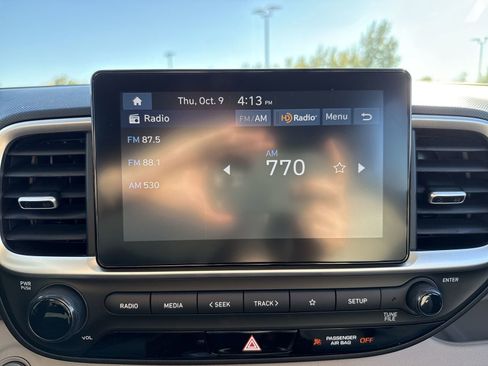 Thu, Oct. 9 4:13 PM
Radio FM/AM HD Radio Menu
FM 87.5
FM 88.1
AM 530
AM
770
PWR
PUSH
VOL
RADIO MEDIA < SEEK TRACK > SETUP
ENTER
TUNE
FILE
PASSENGER
AIR BAG OFF